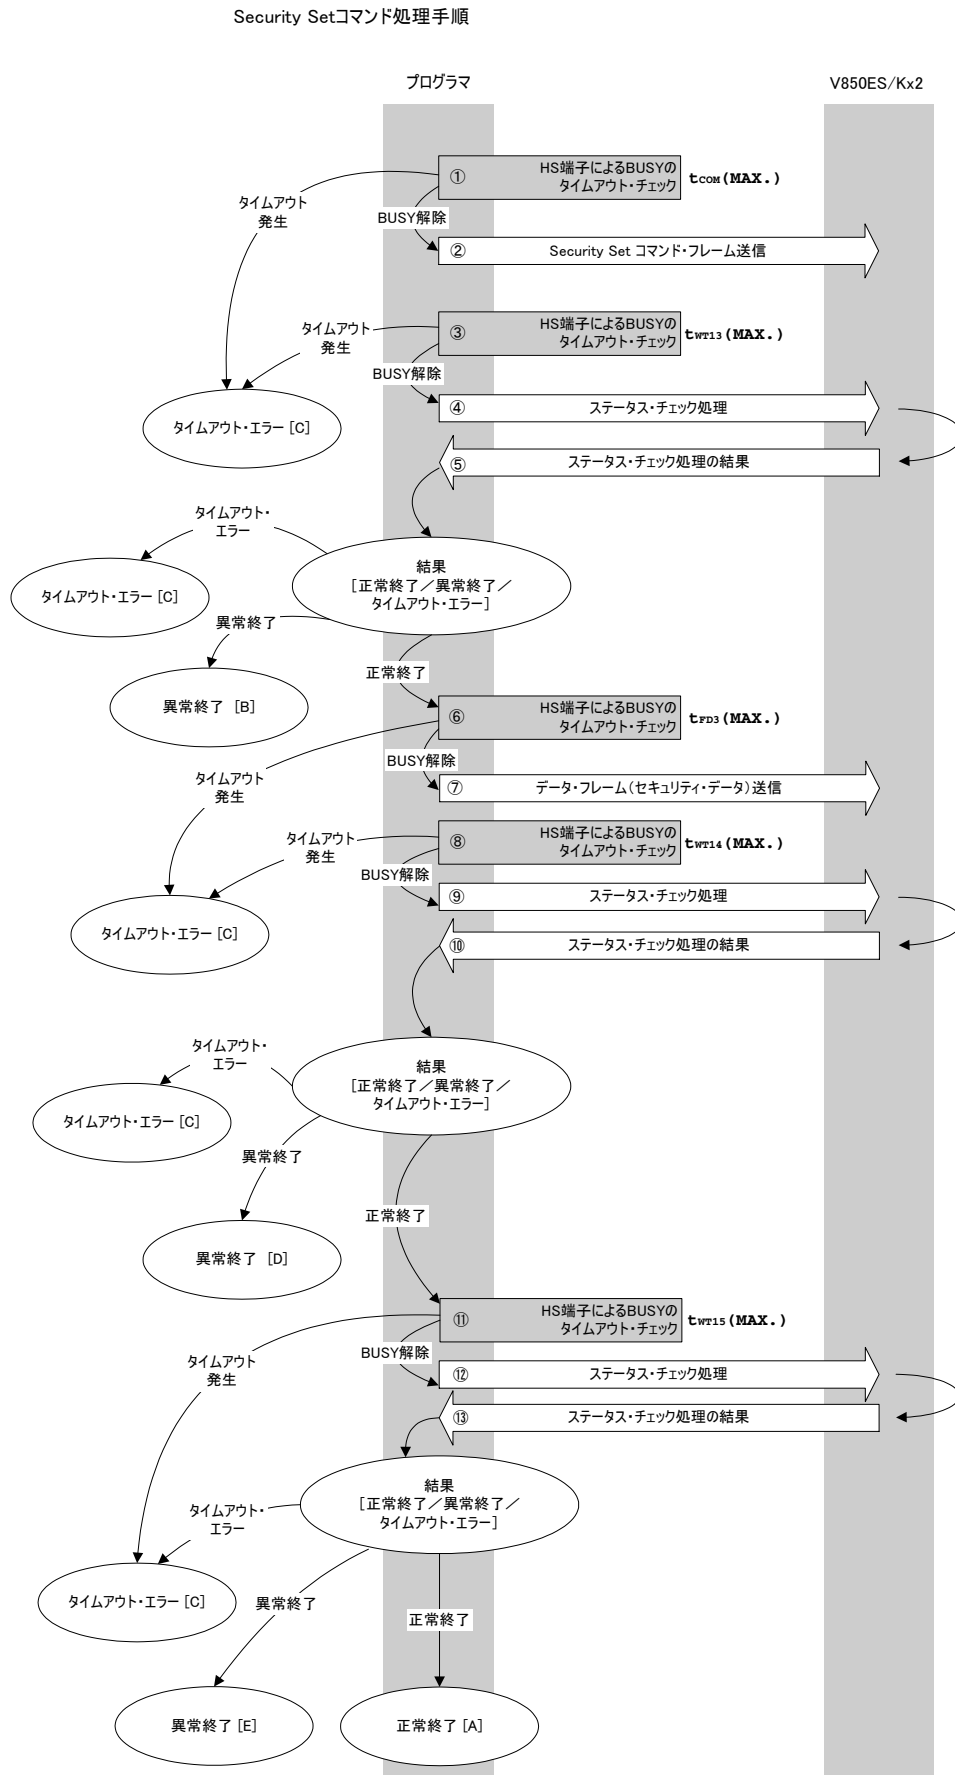 Security Setコマンド処理手順
プログラマ
V850ES/Kx2
①
HS端子によるBUSYの
タイムアウト・チェック
tCOM(MAX.)
タイムアウト
発生
BUSY解除
②
Security Set コマンド・フレーム送信
③
HS端子によるBUSYの
タイムアウト・チェック
tWT13(MAX.)
タイムアウト
発生
BUSY解除
④
ステータス・チェック処理
タイムアウト・エラー [C]
⑤
ステータス・チェック処理の結果
タイムアウト・
エラー
結果
[正常終了／異常終了／
タイムアウト・エラー]
タイムアウト・エラー [C]
異常終了
正常終了
異常終了 [B]
⑥
HS端子によるBUSYの
タイムアウト・チェック
tFD3(MAX.)
タイムアウト
発生
BUSY解除
⑦
データ・フレーム（セキュリティ・データ）送信
⑧
HS端子によるBUSYの
タイムアウト・チェック
tWT14(MAX.)
タイムアウト
発生
BUSY解除
⑨
ステータス・チェック処理
タイムアウト・エラー [C]
⑩
ステータス・チェック処理の結果
タイムアウト・
エラー
結果
[正常終了／異常終了／
タイムアウト・エラー]
タイムアウト・エラー [C]
異常終了
正常終了
異常終了 [D]
⑪
HS端子によるBUSYの
タイムアウト・チェック
tWT15(MAX.)
タイムアウト
発生
BUSY解除
⑫
ステータス・チェック処理
⑬
ステータス・チェック処理の結果
結果
[正常終了／異常終了／
タイムアウト・エラー]
タイムアウト・
エラー
タイムアウト・エラー [C]
異常終了
正常終了
異常終了 [E]
正常終了 [A]